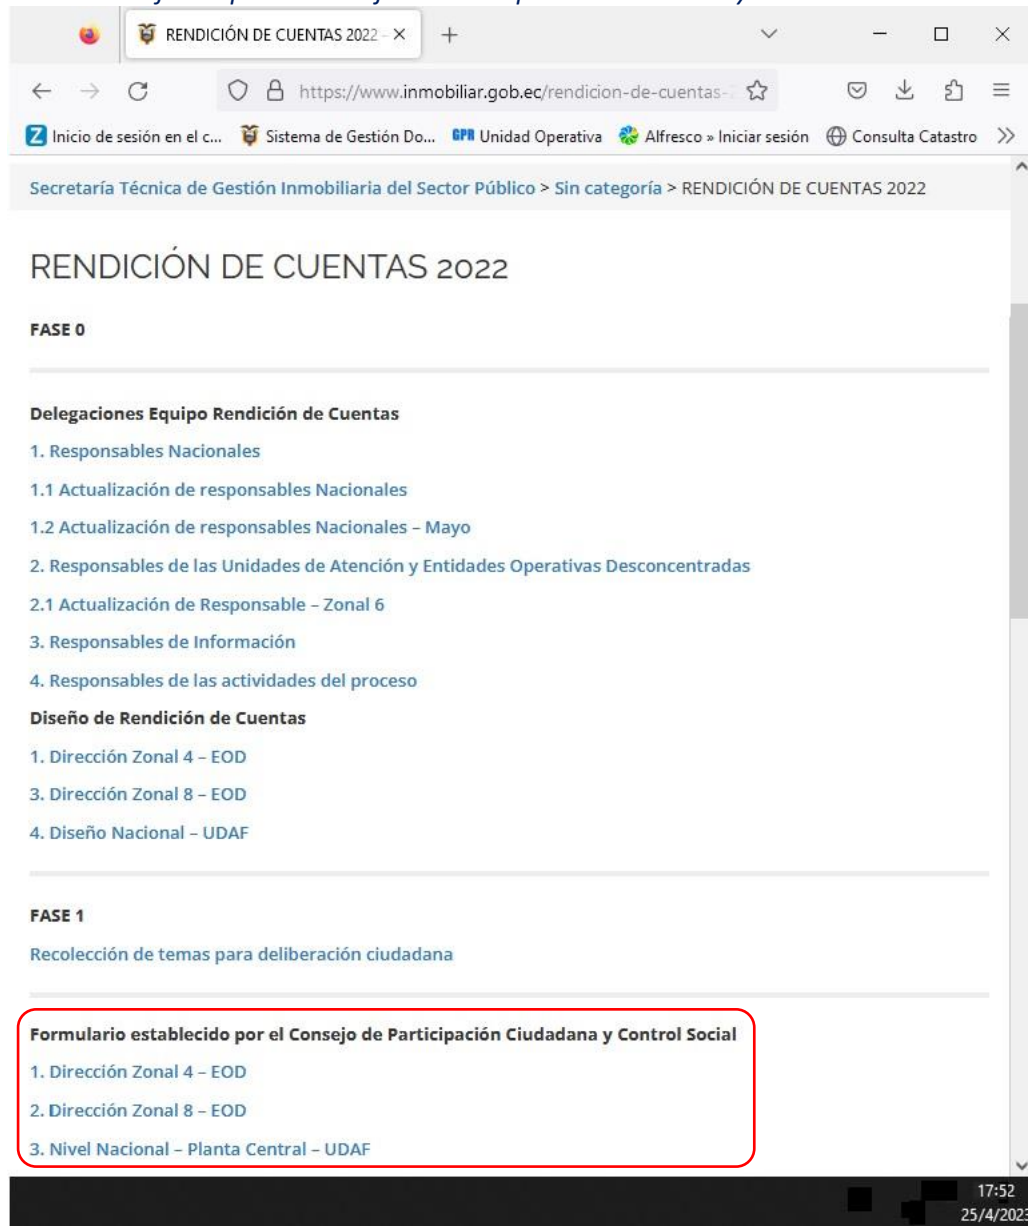 RENDICIÓN DE CUENTAS 2022 -
https://www.inmobiliar.gob.ec/rendicion-de-cuentas-
Inicio de sesión en el c... Sistema de Gestión Do... GPR Unidad Operativa Alfresco » Iniciar sesión Consulta Catastro
Secretaría Técnica de Gestión Inmobiliaria del Sector Público > Sin categoría > RENDICIÓN DE CUENTAS 2022
RENDICIÓN DE CUENTAS 2022
FASE 0
Delegaciones Equipo Rendición de Cuentas
1. Responsables Nacionales
1.1 Actualización de responsables Nacionales
1.2 Actualización de responsables Nacionales – Mayo
2. Responsables de las Unidades de Atención y Entidades Operativas Desconcentradas
2.1 Actualización de Responsable – Zonal 6
3. Responsables de Información
4. Responsables de las actividades del proceso
Diseño de Rendición de Cuentas
1. Dirección Zonal 4 – EOD
3. Dirección Zonal 8 – EOD
4. Diseño Nacional – UDAF
FASE 1
Recolección de temas para deliberación ciudadana
Formulario establecido por el Consejo de Participación Ciudadana y Control Social
1. Dirección Zonal 4 – EOD
2. Dirección Zonal 8 – EOD
3. Nivel Nacional – Planta Central – UDAF
17:52
25/4/2023